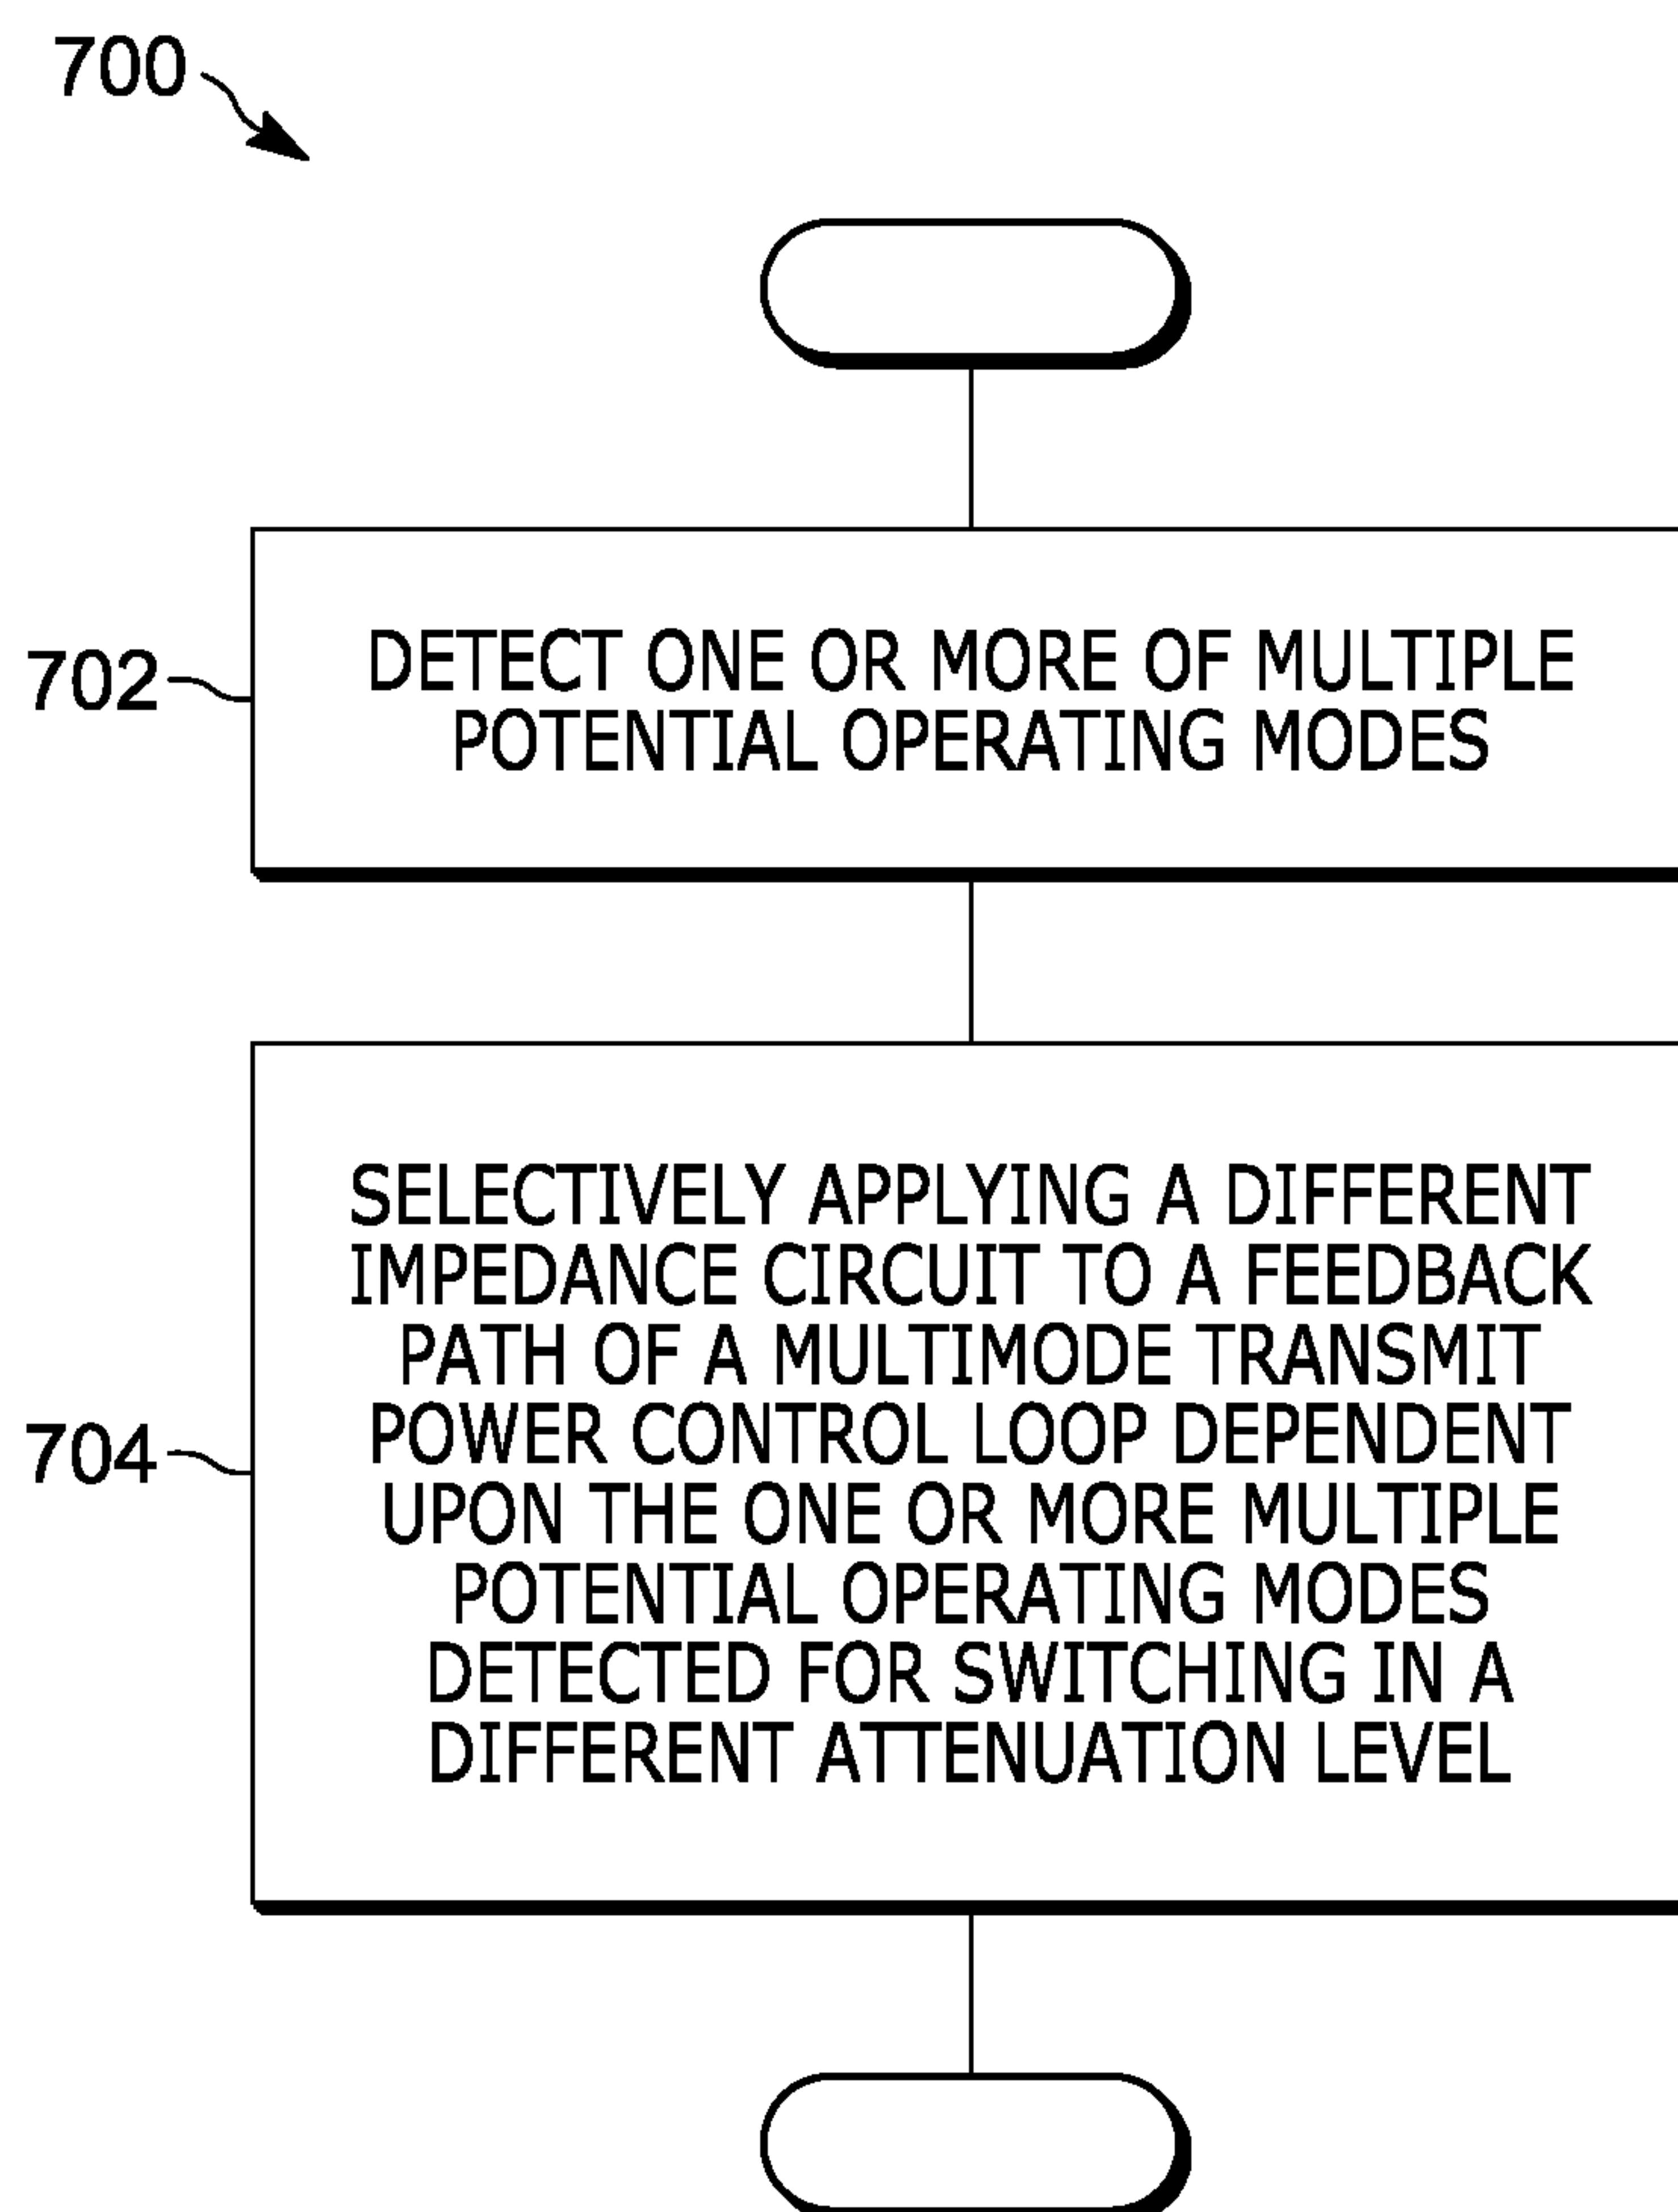 700
702
DETECT ONE OR MORE OF MULTIPLE
POTENTIAL OPERATING MODES
704
SELECTIVELY APPLYING A DIFFERENT
IMPEDANCE CIRCUIT TO A FEEDBACK
PATH OF A MULTIMODE TRANSMIT
POWER CONTROL LOOP DEPENDENT
UPON THE ONE OR MORE MULTIPLE
POTENTIAL OPERATING MODES
DETECTED FOR SWITCHING IN A
DIFFERENT ATTENUATION LEVEL